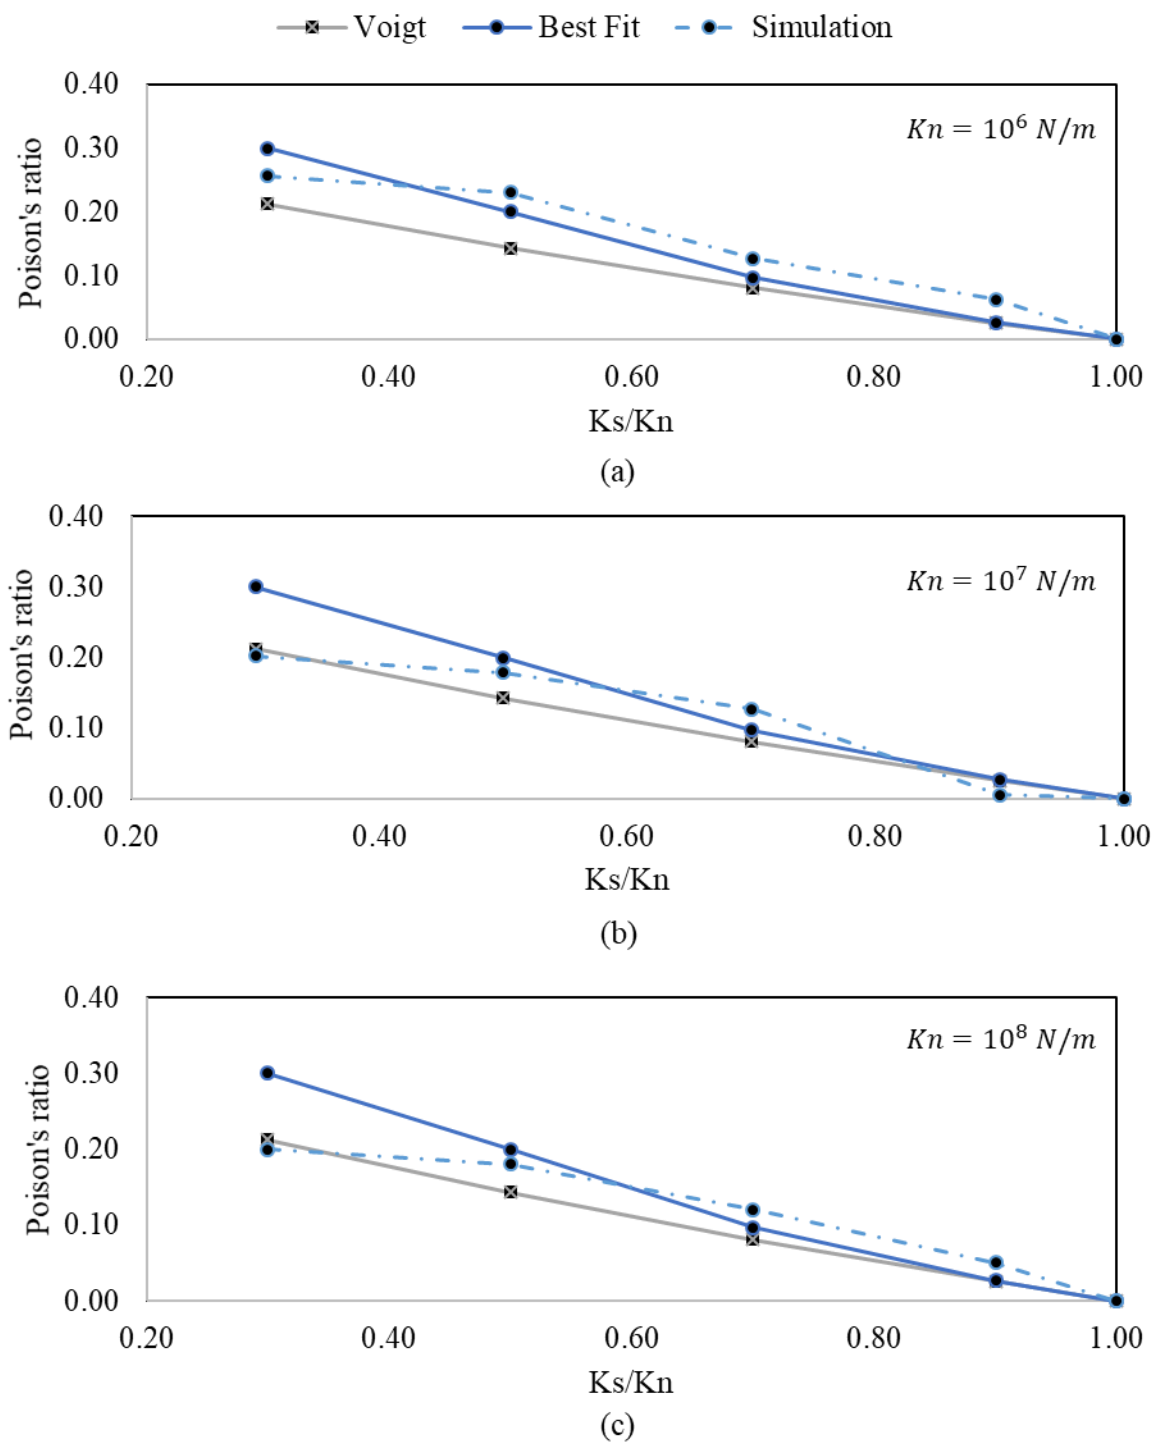 Voigt Best Fit Simulation
0.40
0.30
0.20
0.10
0.00
Poison's ratio
Kn = 10⁶ N/m
0.20 0.40 0.60 0.80 1.00
Ks/Kn
(a)
0.40
0.30
0.20
0.10
0.00
Poison's ratio
Kn = 10⁷ N/m
0.20 0.40 0.60 0.80 1.00
Ks/Kn
(b)
0.40
0.30
0.20
0.10
0.00
Poison's ratio
Kn = 10⁸ N/m
0.20 0.40 0.60 0.80 1.00
Ks/Kn
(c)